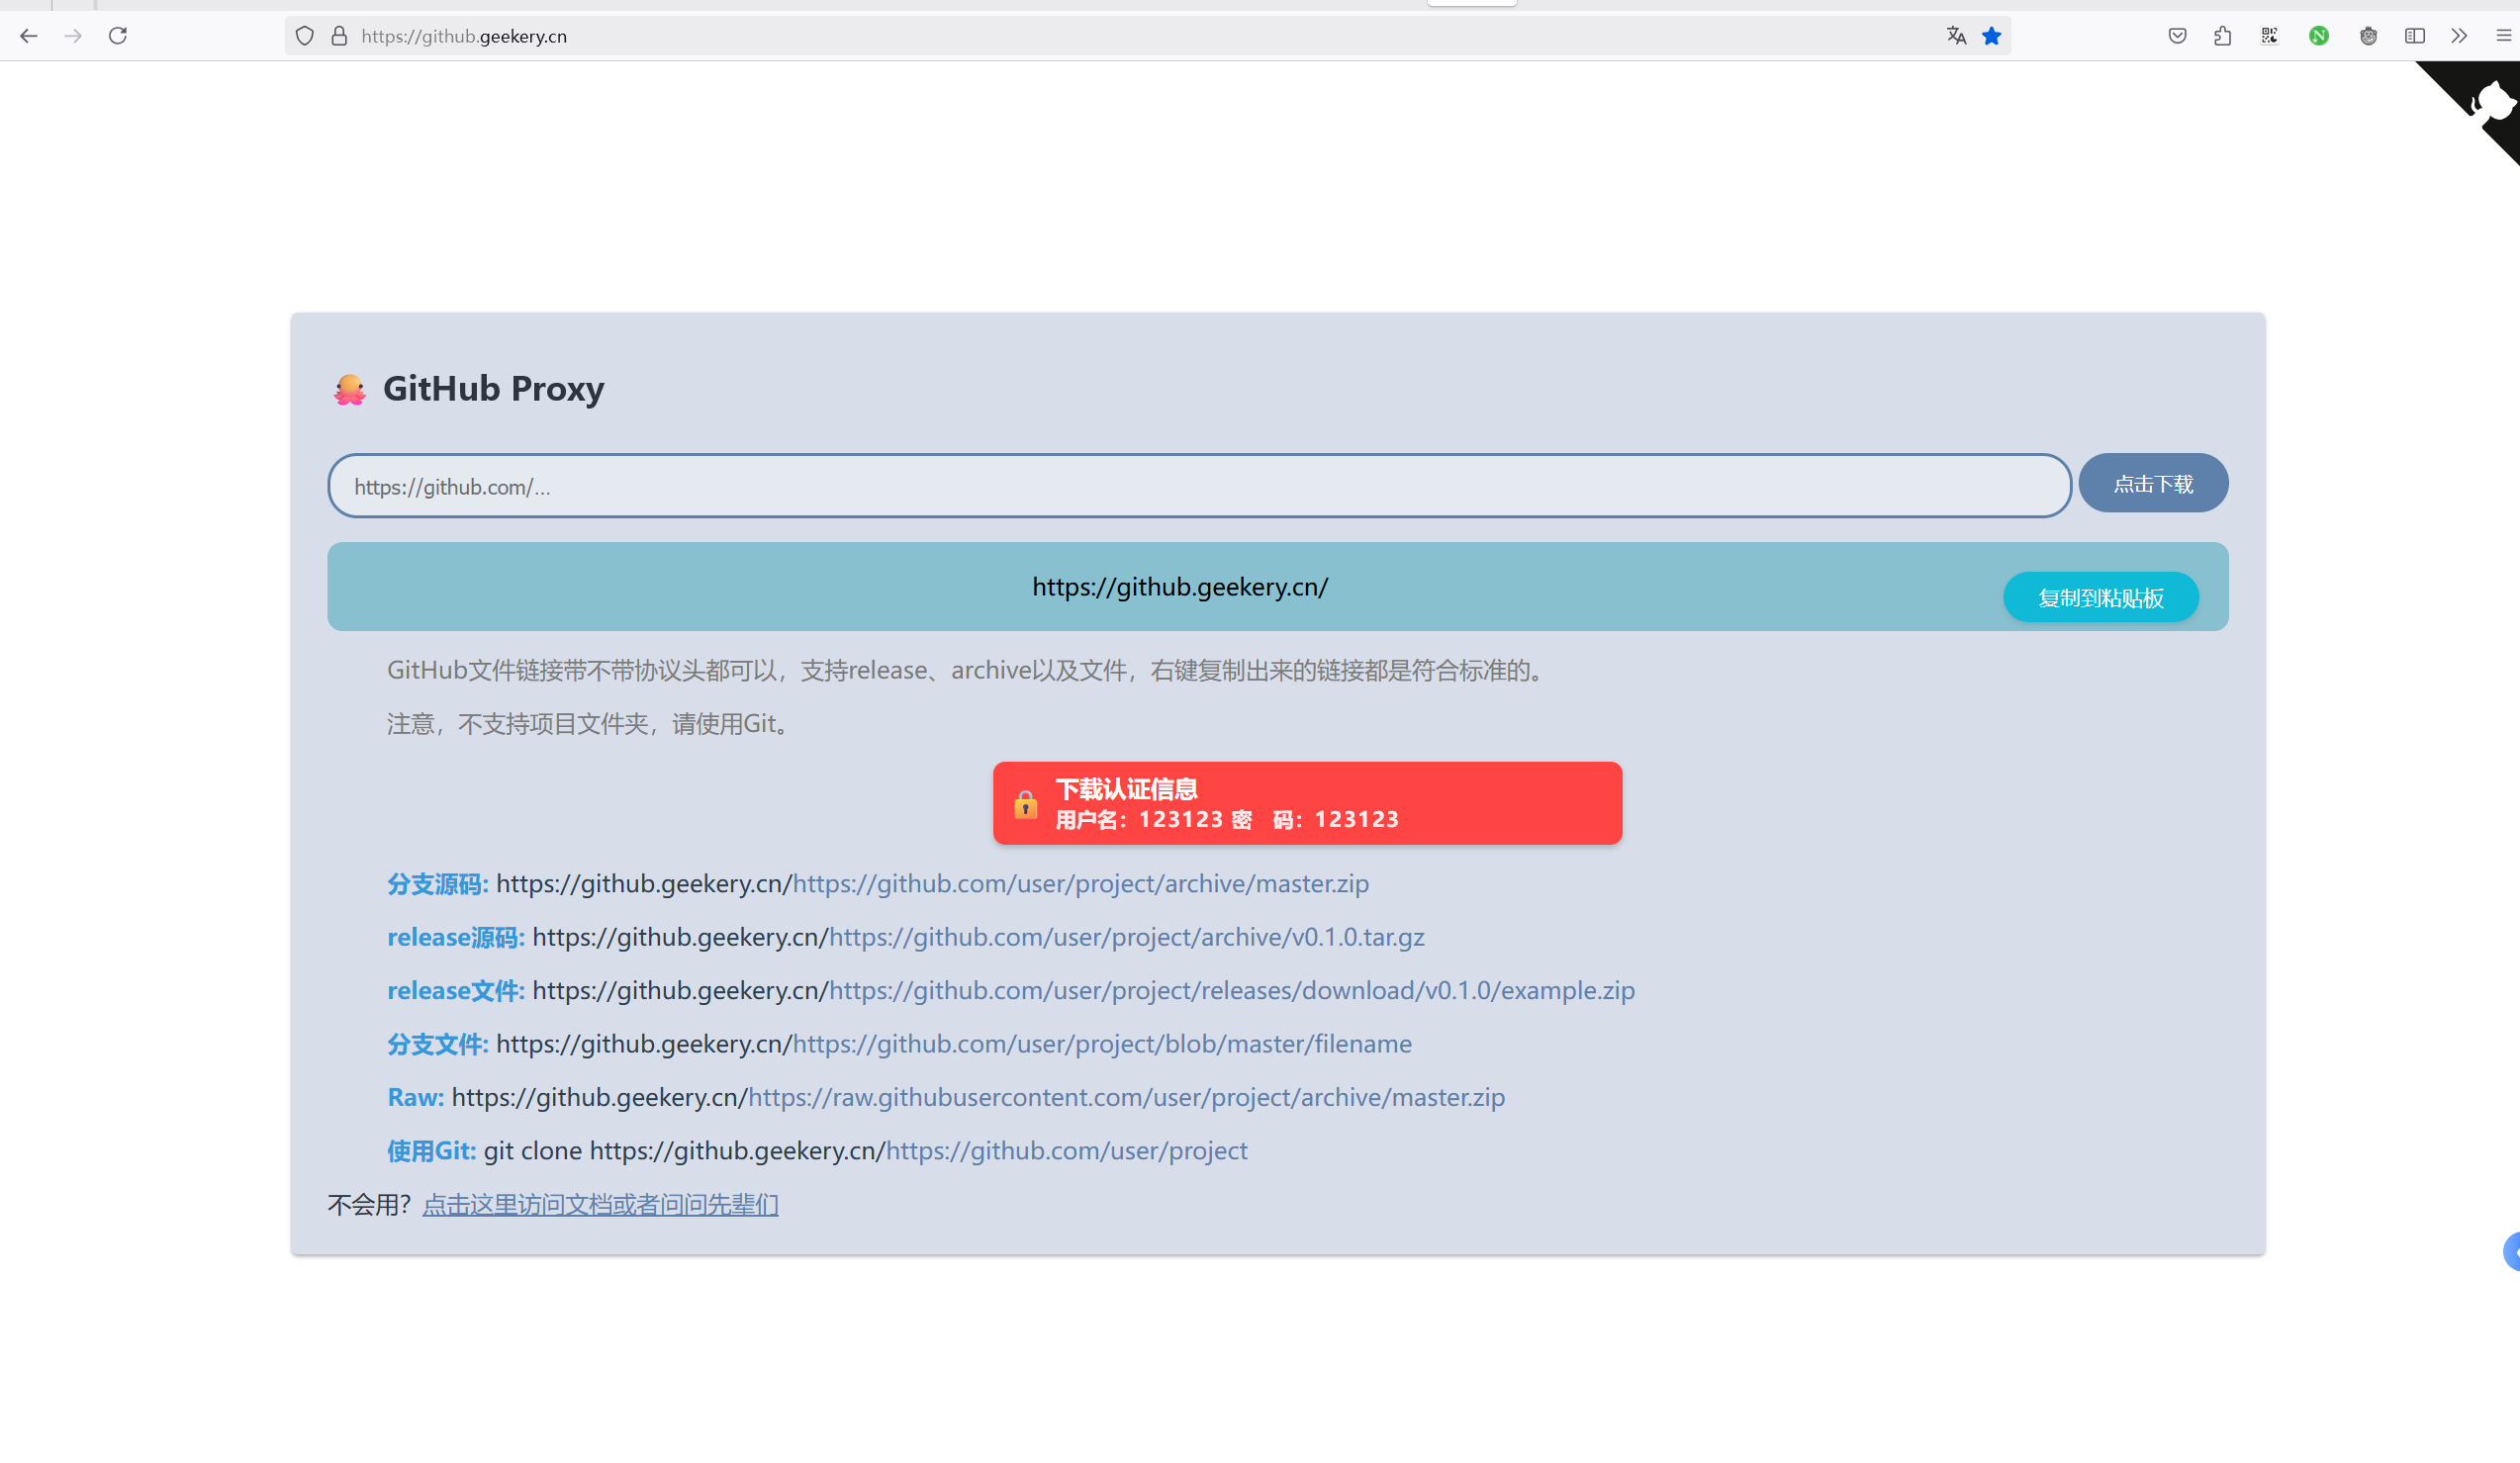 https://github.geekery.cn
GitHub Proxy
https://github.com/...
点击下载
https://github.geekery.cn/
复制到粘贴板
GitHub文件链接带不带协议头都可以，支持release、archive以及文件，右键复制出来的链接都是符合标准的。
注意，不支持项目文件夹，请使用Git。
下载认证信息
用户名：123123 密　码：123123
分支源码: https://github.geekery.cn/https://github.com/user/project/archive/master.zip
release源码: https://github.geekery.cn/https://github.com/user/project/archive/v0.1.0.tar.gz
release文件: https://github.geekery.cn/https://github.com/user/project/releases/download/v0.1.0/example.zip
分支文件: https://github.geekery.cn/https://github.com/user/project/blob/master/filename
Raw: https://github.geekery.cn/https://raw.githubusercontent.com/user/project/archive/master.zip
使用Git: git clone https://github.geekery.cn/https://github.com/user/project
不会用？点击这里访问文档或者问问先辈们